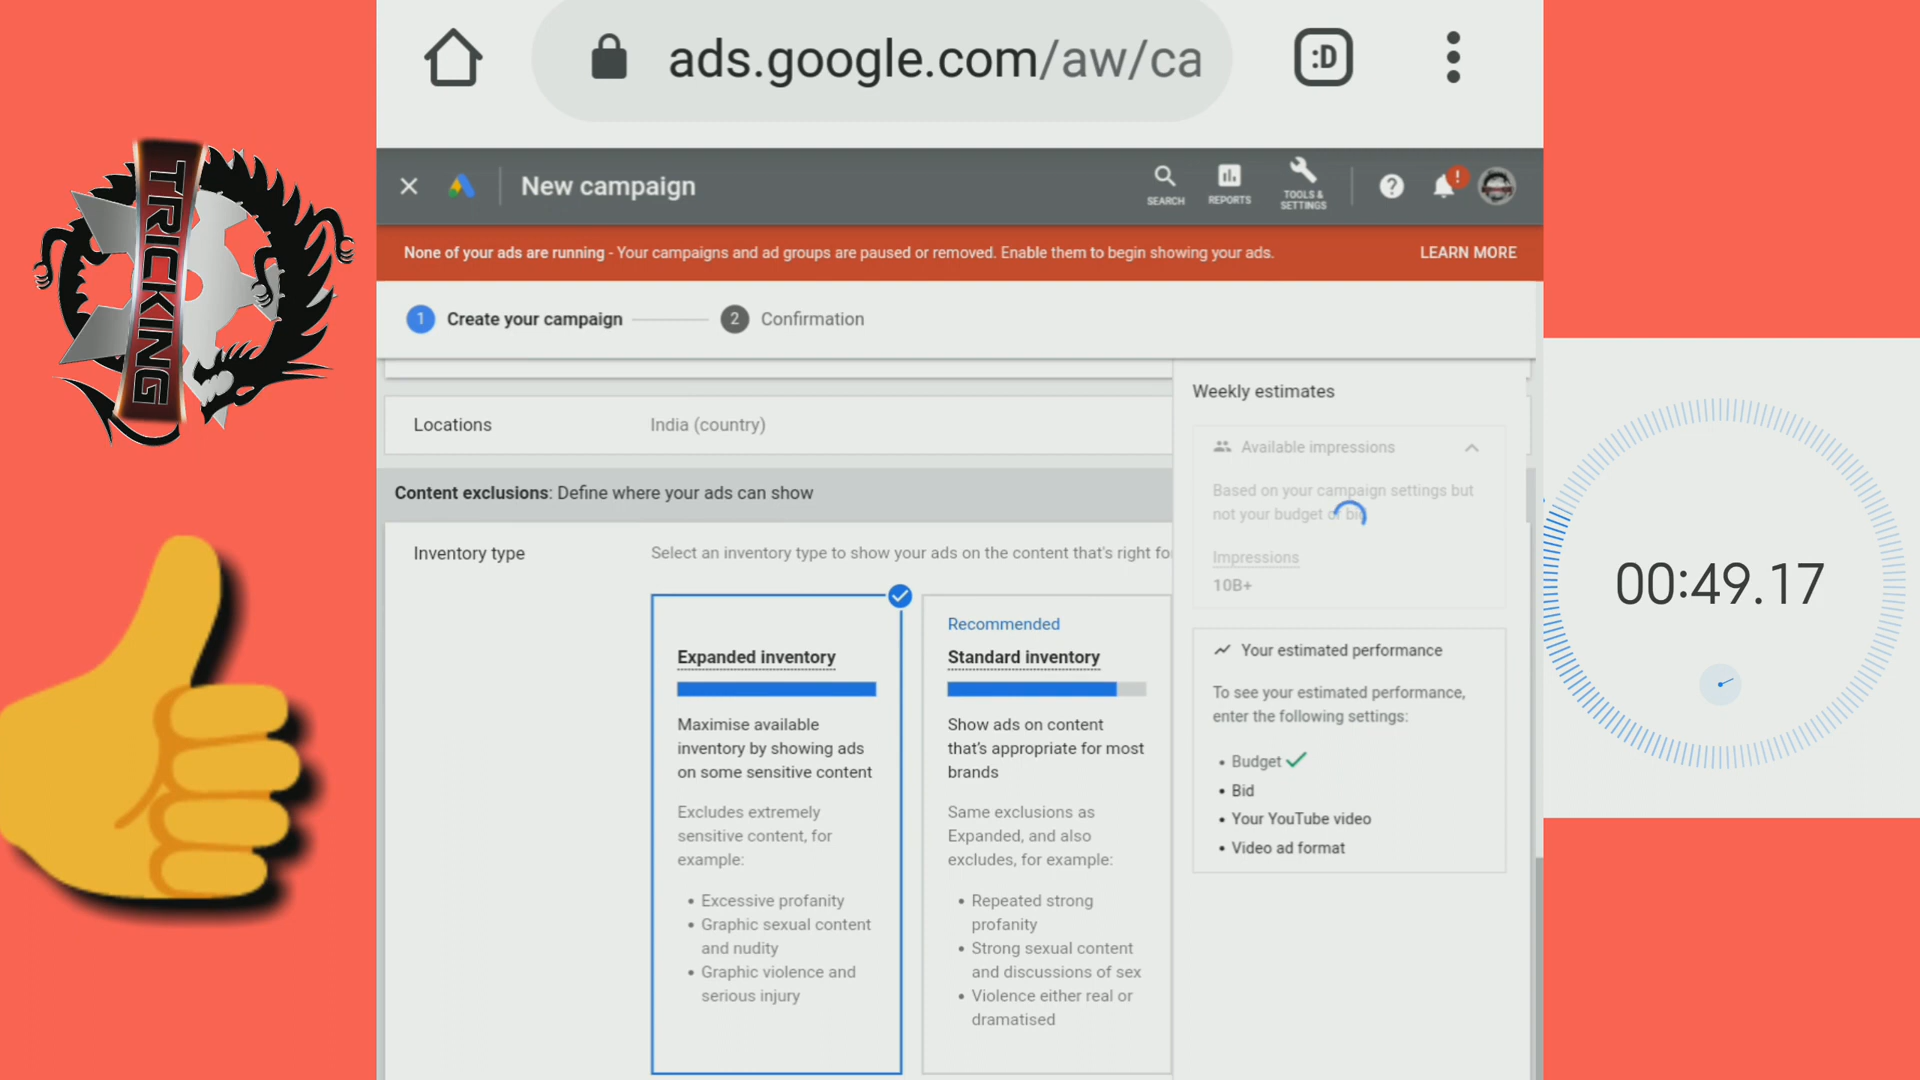 TRICKING
ads.google.com/aw/ca
:D
New campaign
SEARCH
REPORTS
TOOLS &
SETTINGS
?
!
None of your ads are running - Your campaigns and ad groups are paused or removed. Enable them to begin showing your ads.
LEARN MORE
1 Create your campaign
2 Confirmation
Locations
India (country)
Content exclusions: Define where your ads can show
Inventory type
Select an inventory type to show your ads on the content that's right fo
Expanded inventory
Maximise available
inventory by showing ads
on some sensitive content
Excludes extremely
sensitive content, for
example:
• Excessive profanity
• Graphic sexual content
and nudity
• Graphic violence and
serious injury
Recommended
Standard inventory
Show ads on content
that's appropriate for most
brands
Same exclusions as
Expanded, and also
excludes, for example:
• Repeated strong
profanity
• Strong sexual content
and discussions of sex
• Violence either real or
dramatised
Weekly estimates
Available impressions
Based on your campaign settings but
not your budget or bid
Impressions
10B+
Your estimated performance
To see your estimated performance,
enter the following settings:
• Budget
• Bid
• Your YouTube video
• Video ad format
00:49.17